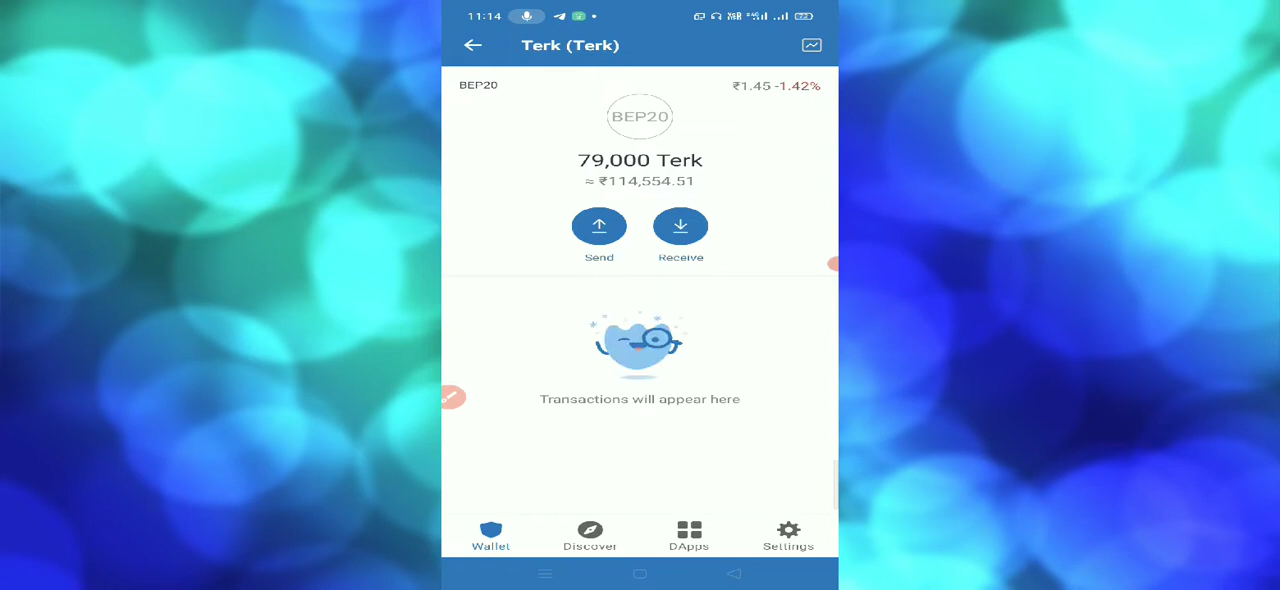 11:14
72
Terk (Terk)
BEP20
₹1.45 -1.42%
BEP20
79,000 Terk
≈ ₹114,554.51
Send
Receive
Transactions will appear here
Wallet
Discover
DApps
Settings